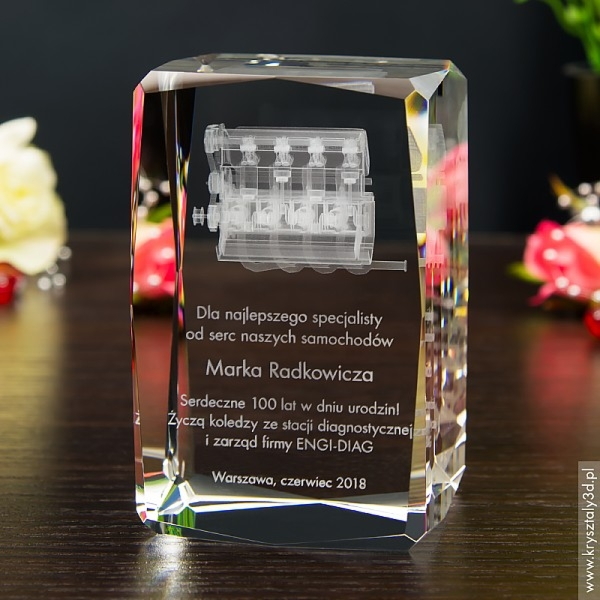 Dla najlepszego specjalisty
od serc naszych samochodów
Marka Radkowicza
Serdeczne 100 lat w dniu urodzin!
Życzą koledzy ze stacji diagnostycznej
i zarząd firmy ENGI-DIAG
Warszawa, czerwiec 2018
www.krysztaly3d.pl